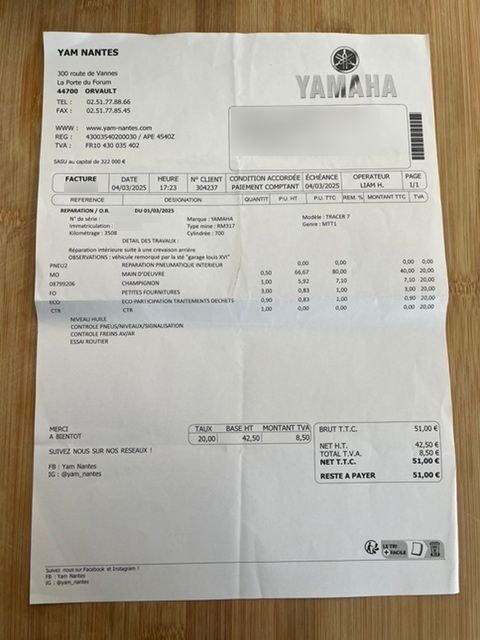 YAM NANTES
300 route de Vannes
La Porte du Forum
44700 ORVAULT
TEL : 02.51.77.88.66
FAX : 02.51.77.85.45
WWW : www.yam-nantes.com
REG : 43003540200030 / APE 4540Z
TVA : FR10 430 035 402
SASU au capital de 322 000 €
YAMAHA
FACTURE DATE HEURE N° CLIENT CONDITION ACCORDÉE ÉCHÉANCE OPERATEUR PAGE
04/03/2025 17:23 304237 PAIEMENT COMPTANT 04/03/2025 LIAM H. 1/1
REFERENCE DESIGNATION QUANTIT P.U. HT P.U. TTC REM. % MONTANT TTC TVA
REPARATION / O.R. DU 01/03/2025
N° de série : Marque : YAMAHA Modèle : TRACER 7
Immatriculation : Type mine : RM317 Genre : MTT1
Kilométrage : 3508 Cylindrée : 700
DETAIL DES TRAVAUX :
Réparation intérieure suite à une crevaison arrière
OBSERVATIONS : véhicule remorqué par la sté "garage louis XVI"
PNEU2 REPARATION PNEUMATIQUE INTERIEUR 0,00 0,00 0,00 20,00
MO MAIN D'OEUVRE 0,50 66,67 80,00 40,00 20,00
08799206 CHAMPIGNON 1,00 5,92 7,10 7,10 20,00
FO PETITES FOURNITURES 3,00 0,83 1,00 3,00 20,00
ECO ECO PARTICIPATION TRAITEMENTS DECHETS 0,90 0,83 1,00 0,90 20,00
CTR CTR 1,00 0,00 0,00 0,00 20,00
NIVEAU HUILE
CONTROLE PNEUS/NIVEAUX/SIGNALISATION
CONTROLE FREINS AV/AR
ESSAI ROUTIER
MERCI
A BIENTOT
SUIVEZ NOUS SUR NOS RESEAUX !
FB : Yam Nantes
IG : @yam_nantes
TAUX BASE HT MONTANT TVA
20,00 42,50 8,50
BRUT T.T.C. 51,00 €
NET H.T. 42,50 €
TOTAL T.V.A. 8,50 €
NET T.T.C. 51,00 €
RESTE A PAYER 51,00 €
LE TRI
+ FACILE
Suivez nous sur Facebook et Instagram !
FB : Yam Nantes
IG : @yam_nantes